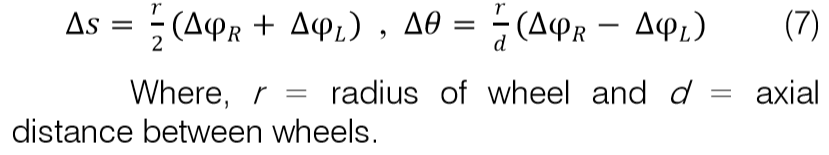 Δs = r/2 (Δφ_R + Δφ_L) , Δθ = r/d (Δφ_R − Δφ_L) (7)
Where, r = radius of wheel and d = axial
distance between wheels.